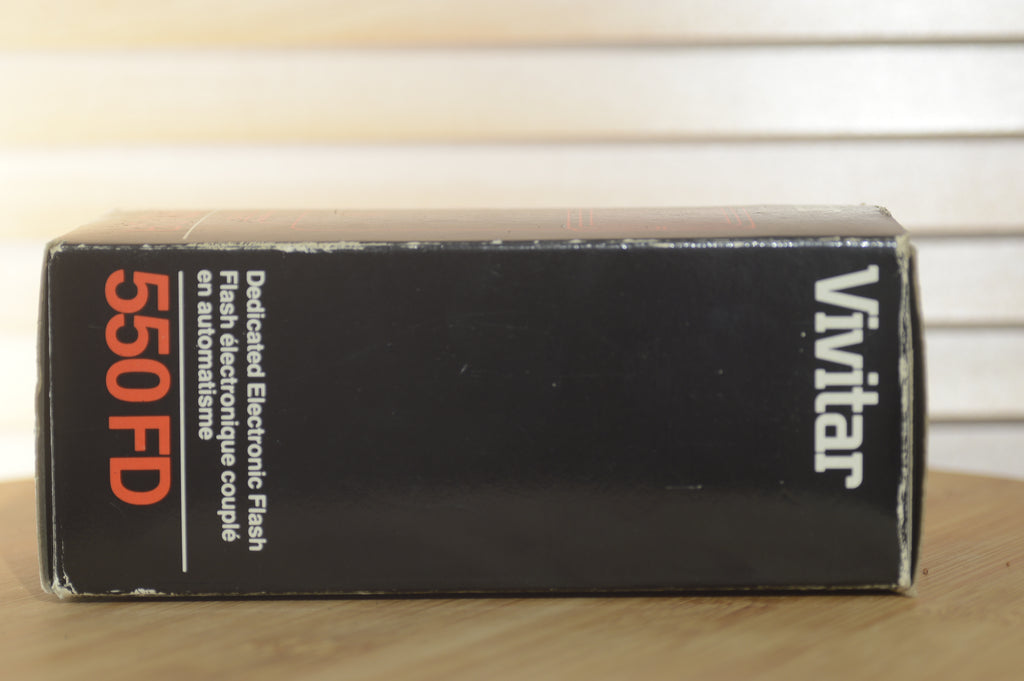 Vivitar
Dedicated Electronic Flash
Flash électronique couplé
en automatisme
550 FD